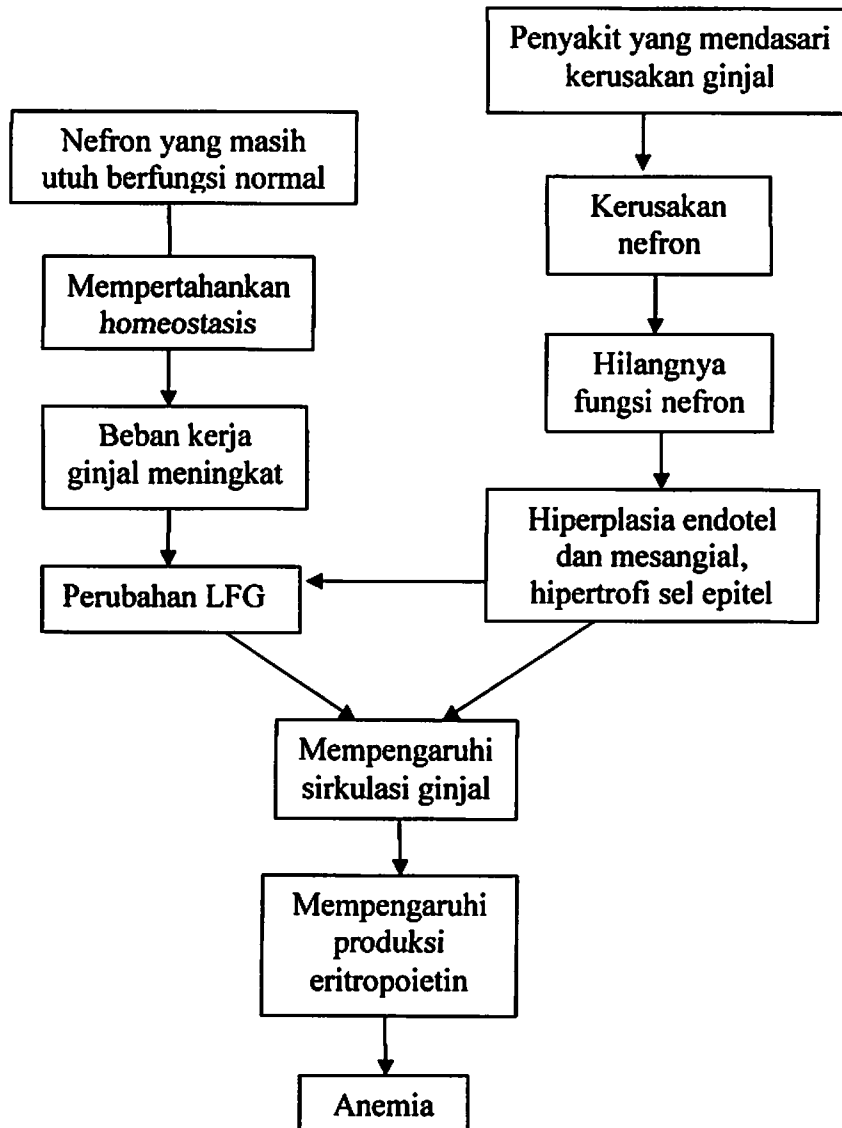 Penyakit yang mendasari
kerusakan ginjal
Nefron yang masih
utuh berfungsi normal
Kerusakan
nefron
Mempertahankan
homeostasis
Hilangnya
fungsi nefron
Beban kerja
ginjal meningkat
Hiperplasia endotel
dan mesangial,
hipertrofi sel epitel
Perubahan LFG
Mempengaruhi
sirkulasi ginjal
Mempengaruhi
produksi
eritropoietin
Anemia